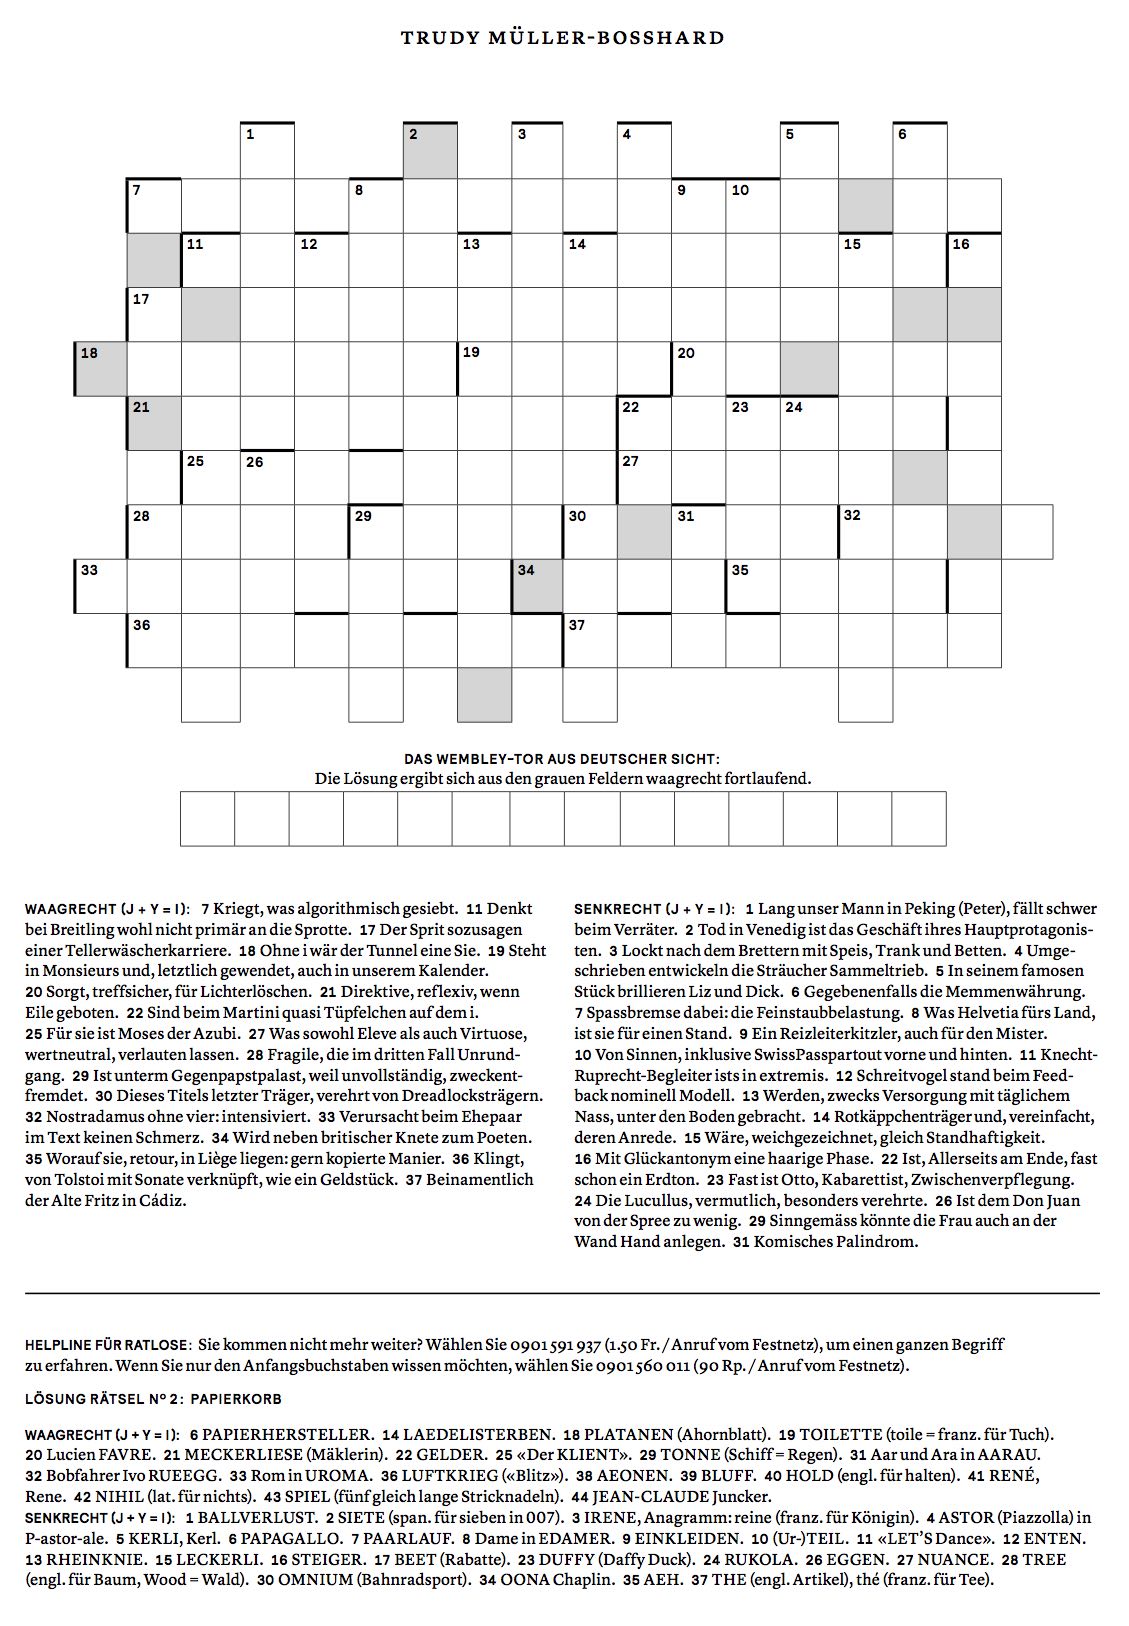 TRUDY MÜLLER-BOSSHARD
1 2 3 4 5 6
7 8 9 10
11 12 13 14 15 16
17
18 19 20
21 22 23 24
25 26 27
28 29 30 31 32
33 34 35
36 37
DAS WEMBLEY-TOR AUS DEUTSCHER SICHT:
Die Lösung ergibt sich aus den grauen Feldern waagrecht fortlaufend.
WAAGRECHT (J + Y = I): 7 Kriegt, was algorithmisch gesiebt. 11 Denkt
bei Breitling wohl nicht primär an die Sprotte. 17 Der Sprit sozusagen
einer Tellerwäscherkarriere. 18 Ohne i wär der Tunnel eine Sie. 19 Steht
in Monsieurs und, letztlich gewendet, auch in unserem Kalender.
20 Sorgt, treffsicher, für Lichterlöschen. 21 Direktive, reflexiv, wenn
Eile geboten. 22 Sind beim Martini quasi Tüpfelchen auf dem i.
25 Für sie ist Moses der Azubi. 27 Was sowohl Eleve als auch Virtuose,
wertneutral, verlauten lassen. 28 Fragile, die im dritten Fall Unrund-
gang. 29 Ist unterm Gegenpapstpalast, weil unvollständig, zweckent-
fremdet. 30 Dieses Titels letzter Träger, verehrt von Dreadlocksträgern.
32 Nostradamus ohne vier: intensiviert. 33 Verursacht beim Ehepaar
im Text keinen Schmerz. 34 Wird neben britischer Knete zum Poeten.
35 Worauf sie, retour, in Liège liegen: gern kopierte Manier. 36 Klingt,
von Tolstoi mit Sonate verknüpft, wie ein Geldstück. 37 Beinamentlich
der Alte Fritz in Cádiz.
SENKRECHT (J + Y = I): 1 Lang unser Mann in Peking (Peter), fällt schwer
beim Verräter. 2 Tod in Venedig ist das Geschäft ihres Hauptprotagonis-
ten. 3 Lockt nach dem Brettern mit Speis, Trank und Betten. 4 Umge-
schrieben entwickeln die Sträucher Sammeltrieb. 5 In seinem famosen
Stück brillieren Liz und Dick. 6 Gegebenenfalls die Memmenwährung.
7 Spassbremse dabei: die Feinstaubbelastung. 8 Was Helvetia fürs Land,
ist sie für einen Stand. 9 Ein Reizleiterkitzler, auch für den Mister.
10 Von Sinnen, inklusive SwissPasspartout vorne und hinten. 11 Knecht-
Ruprecht-Begleiter ists in extremis. 12 Schreitvogel stand beim Feed-
back nominell Modell. 13 Werden, zwecks Versorgung mit täglichem
Nass, unter den Boden gebracht. 14 Rotkäppchenträger und, vereinfacht,
deren Anrede. 15 Wäre, weichgezeichnet, gleich Standhaftigkeit.
16 Mit Glückantonym eine haarige Phase. 22 Ist, Allerseits am Ende, fast
schon ein Erdton. 23 Fast ist Otto, Kabarettist, Zwischenverpflegung.
24 Die Lucullus, vermutlich, besonders verehrte. 26 Ist dem Don Juan
von der Spree zu wenig. 29 Sinngemäss könnte die Frau auch an der
Wand Hand anlegen. 31 Komisches Palindrom.
HELPLINE FÜR RATLOSE: Sie kommen nicht mehr weiter? Wählen Sie 0901 591 937 (1.50 Fr. / Anruf vom Festnetz), um einen ganzen Begriff
zu erfahren. Wenn Sie nur den Anfangsbuchstaben wissen möchten, wählen Sie 0901 560 011 (90 Rp. / Anruf vom Festnetz).
LÖSUNG RÄTSEL Nº 2: PAPIERKORB
WAAGRECHT (J + Y = I): 6 PAPIERHERSTELLER. 14 LAEDELISTERBEN. 18 PLATANEN (Ahornblatt). 19 TOILETTE (toile = franz. für Tuch).
20 Lucien FAVRE. 21 MECKERLIESE (Mäklerin). 22 GELDER. 25 «Der KLIENT». 29 TONNE (Schiff = Regen). 31 Aar und Ara in AARAU.
32 Bobfahrer Ivo RUEEGG. 33 Rom in UROMA. 36 LUFTKRIEG («Blitz»). 38 AEONEN. 39 BLUFF. 40 HOLD (engl. für halten). 41 RENÉ,
Rene. 42 NIHIL (lat. für nichts). 43 SPIEL (fünf gleich lange Stricknadeln). 44 JEAN-CLAUDE Juncker.
SENKRECHT (J + Y = I): 1 BALLVERLUST. 2 SIETE (span. für sieben in 007). 3 IRENE, Anagramm: reine (franz. für Königin). 4 ASTOR (Piazzolla) in
P-astor-ale. 5 KERLI, Kerl. 6 PAPAGALLO. 7 PAARLAUF. 8 Dame in EDAMER. 9 EINKLEIDEN. 10 (Ur-)TEIL. 11 «LET'S Dance». 12 ENTEN.
13 RHEINKNIE. 15 LECKERLI. 16 STEIGER. 17 BEET (Rabatte). 23 DUFFY (Daffy Duck). 24 RUKOLA. 26 EGGEN. 27 NUANCE. 28 TREE
(engl. für Baum, Wood = Wald). 30 OMNIUM (Bahnradsport). 34 OONA Chaplin. 35 AEH. 37 THE (engl. Artikel), thé (franz. für Tee).